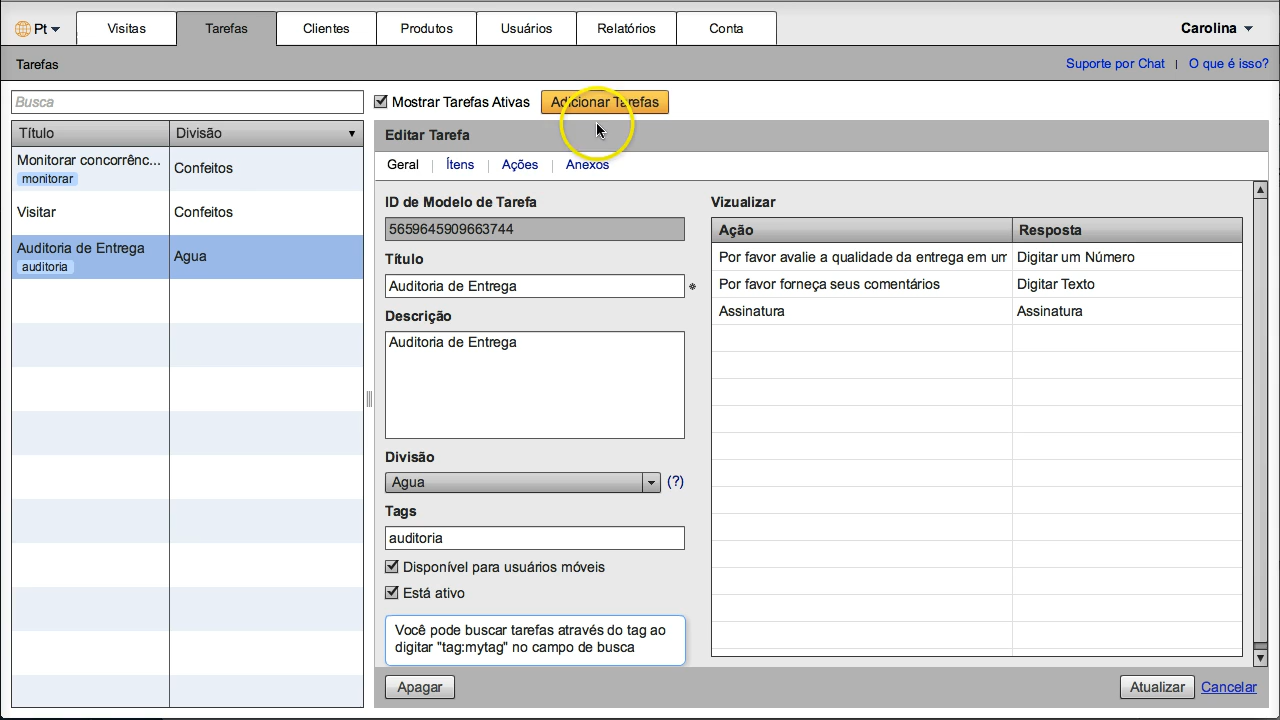 Pt
Visitas
Tarefas
Clientes
Produtos
Usuários
Relatórios
Conta
Carolina
Tarefas
Suporte por Chat | O que é isso?
Busca
Mostrar Tarefas Ativas
Adicionar Tarefas
Título
Divisão
Monitorar concorrênc...
monitorar
Confeitos
Visitar
Confeitos
Auditoria de Entrega
auditoria
Agua
Editar Tarefa
Geral | Ítens | Ações | Anexos
ID de Modelo de Tarefa
5659645909663744
Título
Auditoria de Entrega
Descrição
Auditoria de Entrega
Divisão
Agua
(?)
Tags
auditoria
Disponível para usuários móveis
Está ativo
Você pode buscar tarefas através do tag ao
digitar "tag:mytag" no campo de busca
Vizualizar
Ação
Resposta
Por favor avalie a qualidade da entrega em um
Digitar um Número
Por favor forneça seus comentários
Digitar Texto
Assinatura
Assinatura
Apagar
Atualizar
Cancelar